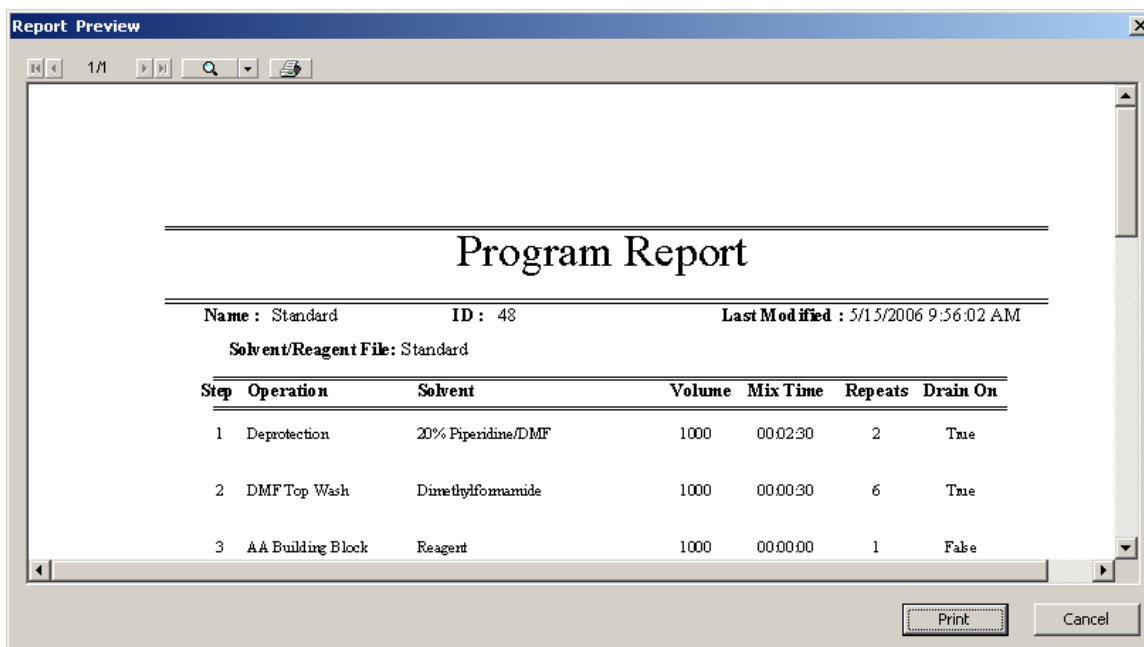 Report Preview
1/1
Program Report
Name : Standard ID : 48 Last Modified : 5/15/2006 9:56:02 AM
Solvent/Reagent File: Standard
Step Operation Solvent Volume Mix Time Repeats Drain On
1 Deprotection 20% Piperidine/DMF 1000 00:02:30 2 True
2 DMF Top Wash Dimethylformamide 1000 00:00:30 6 True
3 AA Building Block Reagent 1000 00:00:00 1 False
Print Cancel